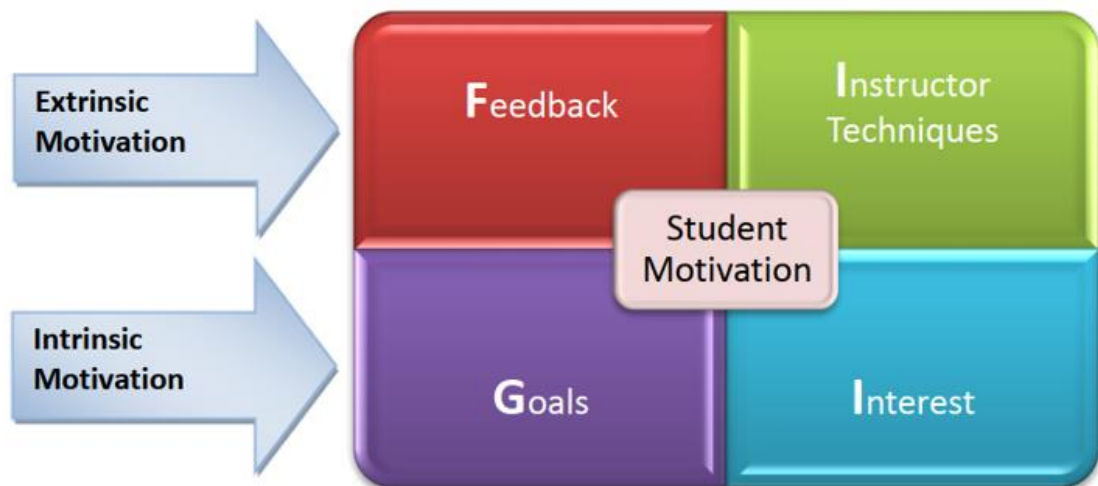 Extrinsic
Motivation
Feedback
Instructor
Techniques
Student
Motivation
Intrinsic
Motivation
Goals
Interest